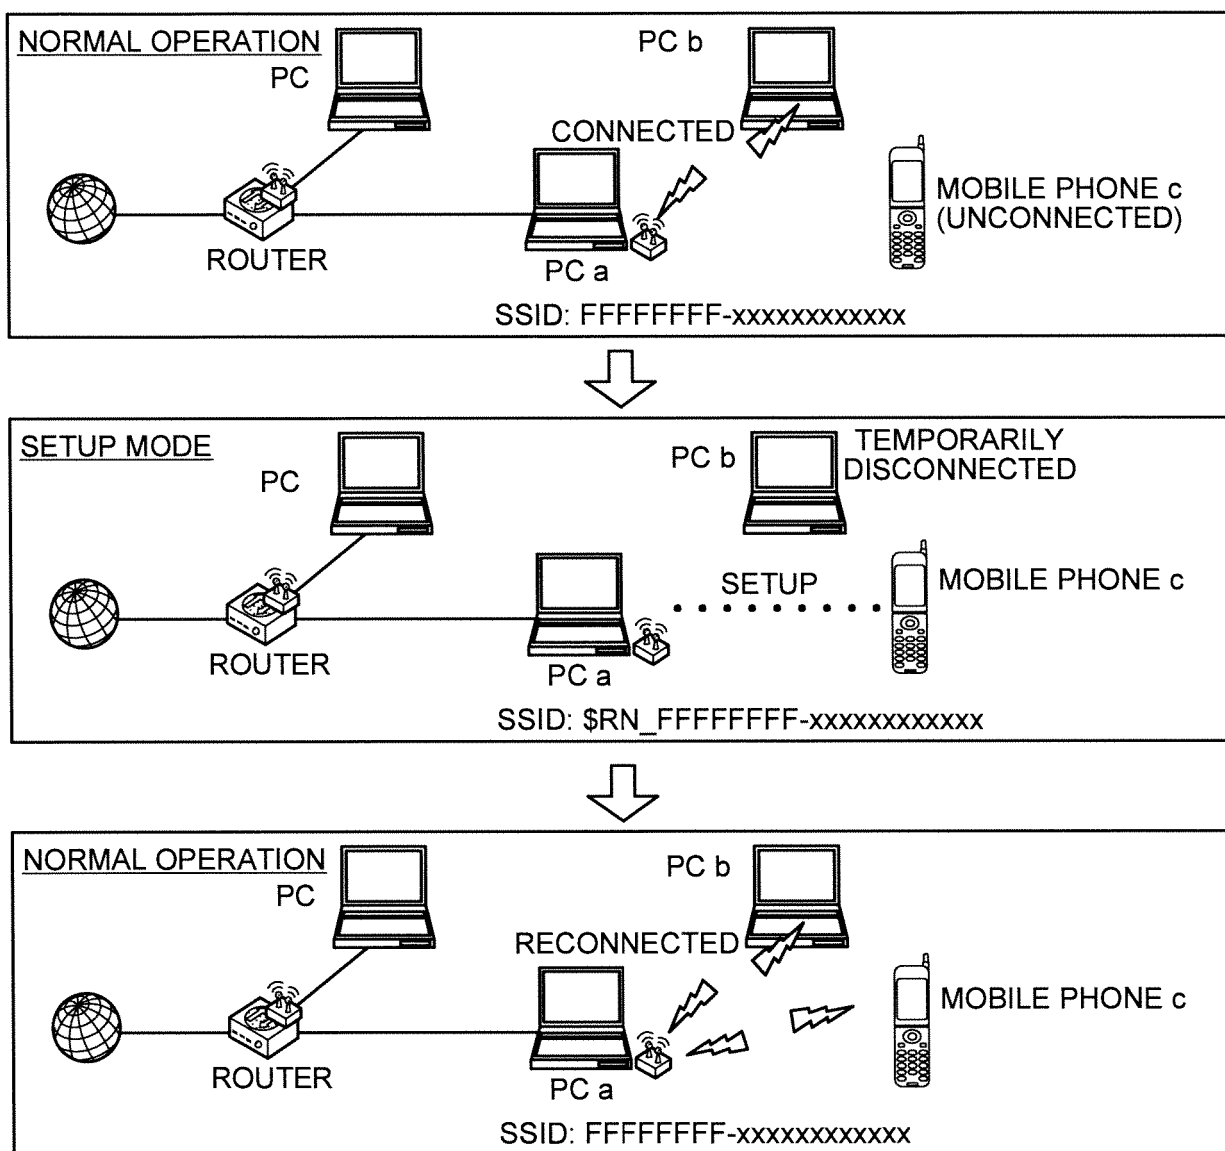 NORMAL OPERATION
PC
PC b
CONNECTED
MOBILE PHONE c
(UNCONNECTED)
ROUTER
PC a
SSID: FFFFFFFF-xxxxxxxxxxxx
SETUP MODE
PC
PC b
TEMPORARILY
DISCONNECTED
SETUP
MOBILE PHONE c
ROUTER
PC a
SSID: $RN_FFFFFFFF-xxxxxxxxxxxx
NORMAL OPERATION
PC
PC b
RECONNECTED
MOBILE PHONE c
ROUTER
PC a
SSID: FFFFFFFF-xxxxxxxxxxxx